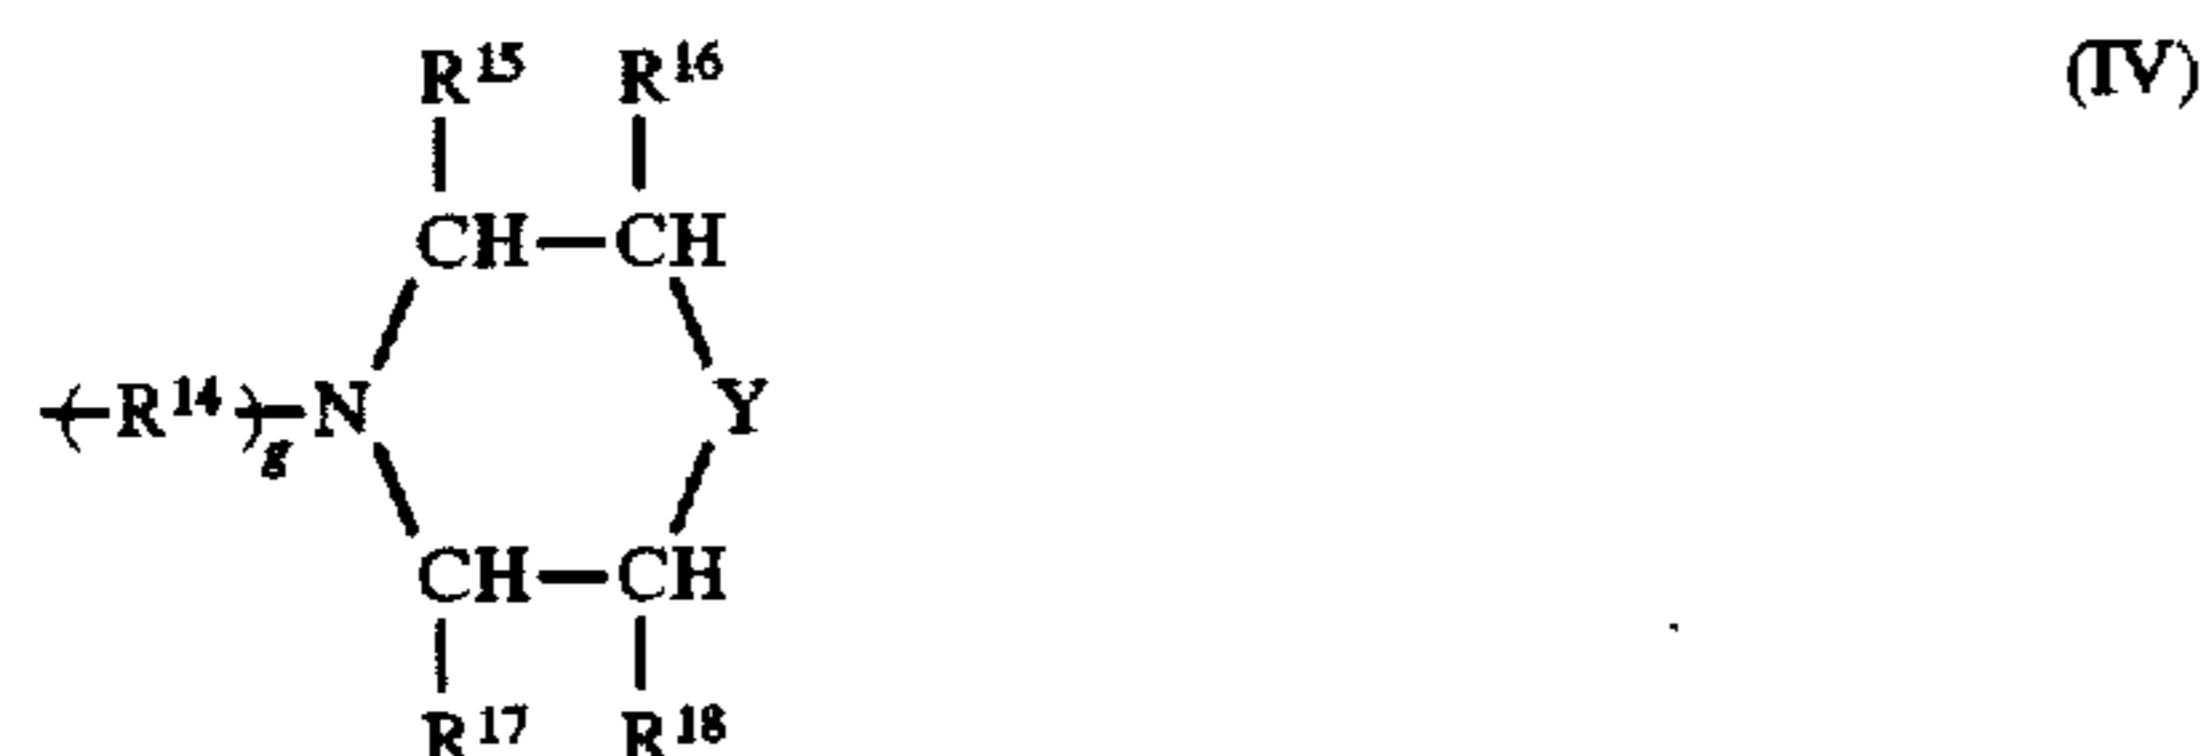 R15 R16 (IV)
CH—CH
—(R14)g—N Y
CH—CH
R17 R18